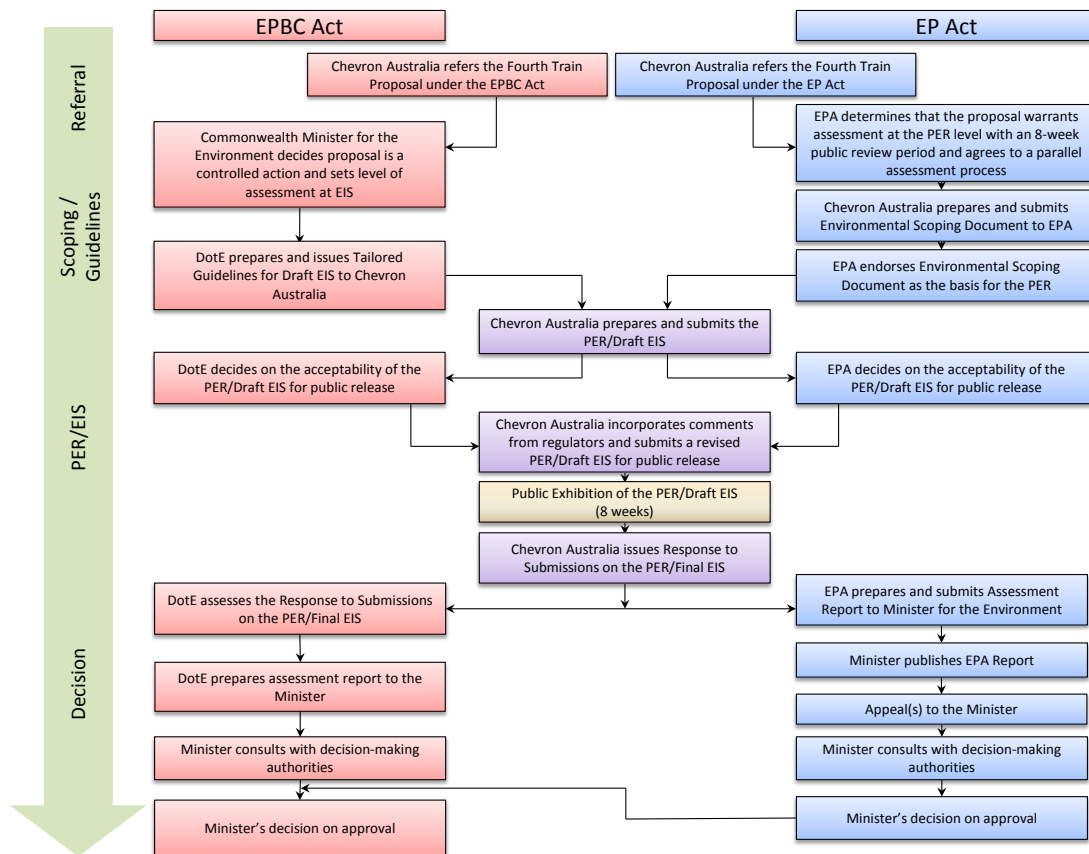 EPBC Act
EP Act
Referral
Chevron Australia refers the Fourth Train
Proposal under the EPBC Act
Chevron Australia refers the Fourth Train
Proposal under the EP Act
Commonwealth Minister for the
Environment decides proposal is a
controlled action and sets level of
assessment at EIS
EPA determines that the proposal warrants
assessment at the PER level with an 8-week
public review period and agrees to a parallel
assessment process
Scoping /
Guidelines
Chevron Australia prepares and submits
Environmental Scoping Document to EPA
DotE prepares and issues Tailored
Guidelines for Draft EIS to Chevron
Australia
EPA endorses Environmental Scoping
Document as the basis for the PER
Chevron Australia prepares and submits the
PER/Draft EIS
PER/EIS
DotE decides on the acceptability of the
PER/Draft EIS for public release
EPA decides on the acceptability of the
PER/Draft EIS for public release
Chevron Australia incorporates comments
from regulators and submits a revised
PER/Draft EIS for public release
Public Exhibition of the PER/Draft EIS
(8 weeks)
Chevron Australia issues Response to
Submissions on the PER/Final EIS
Decision
DotE assesses the Response to Submissions
on the PER/Final EIS
EPA prepares and submits Assessment
Report to Minister for the Environment
DotE prepares assessment report to the
Minister
Minister publishes EPA Report
Appeal(s) to the Minister
Minister consults with decision-making
authorities
Minister consults with decision-making
authorities
Minister's decision on approval
Minister's decision on approval